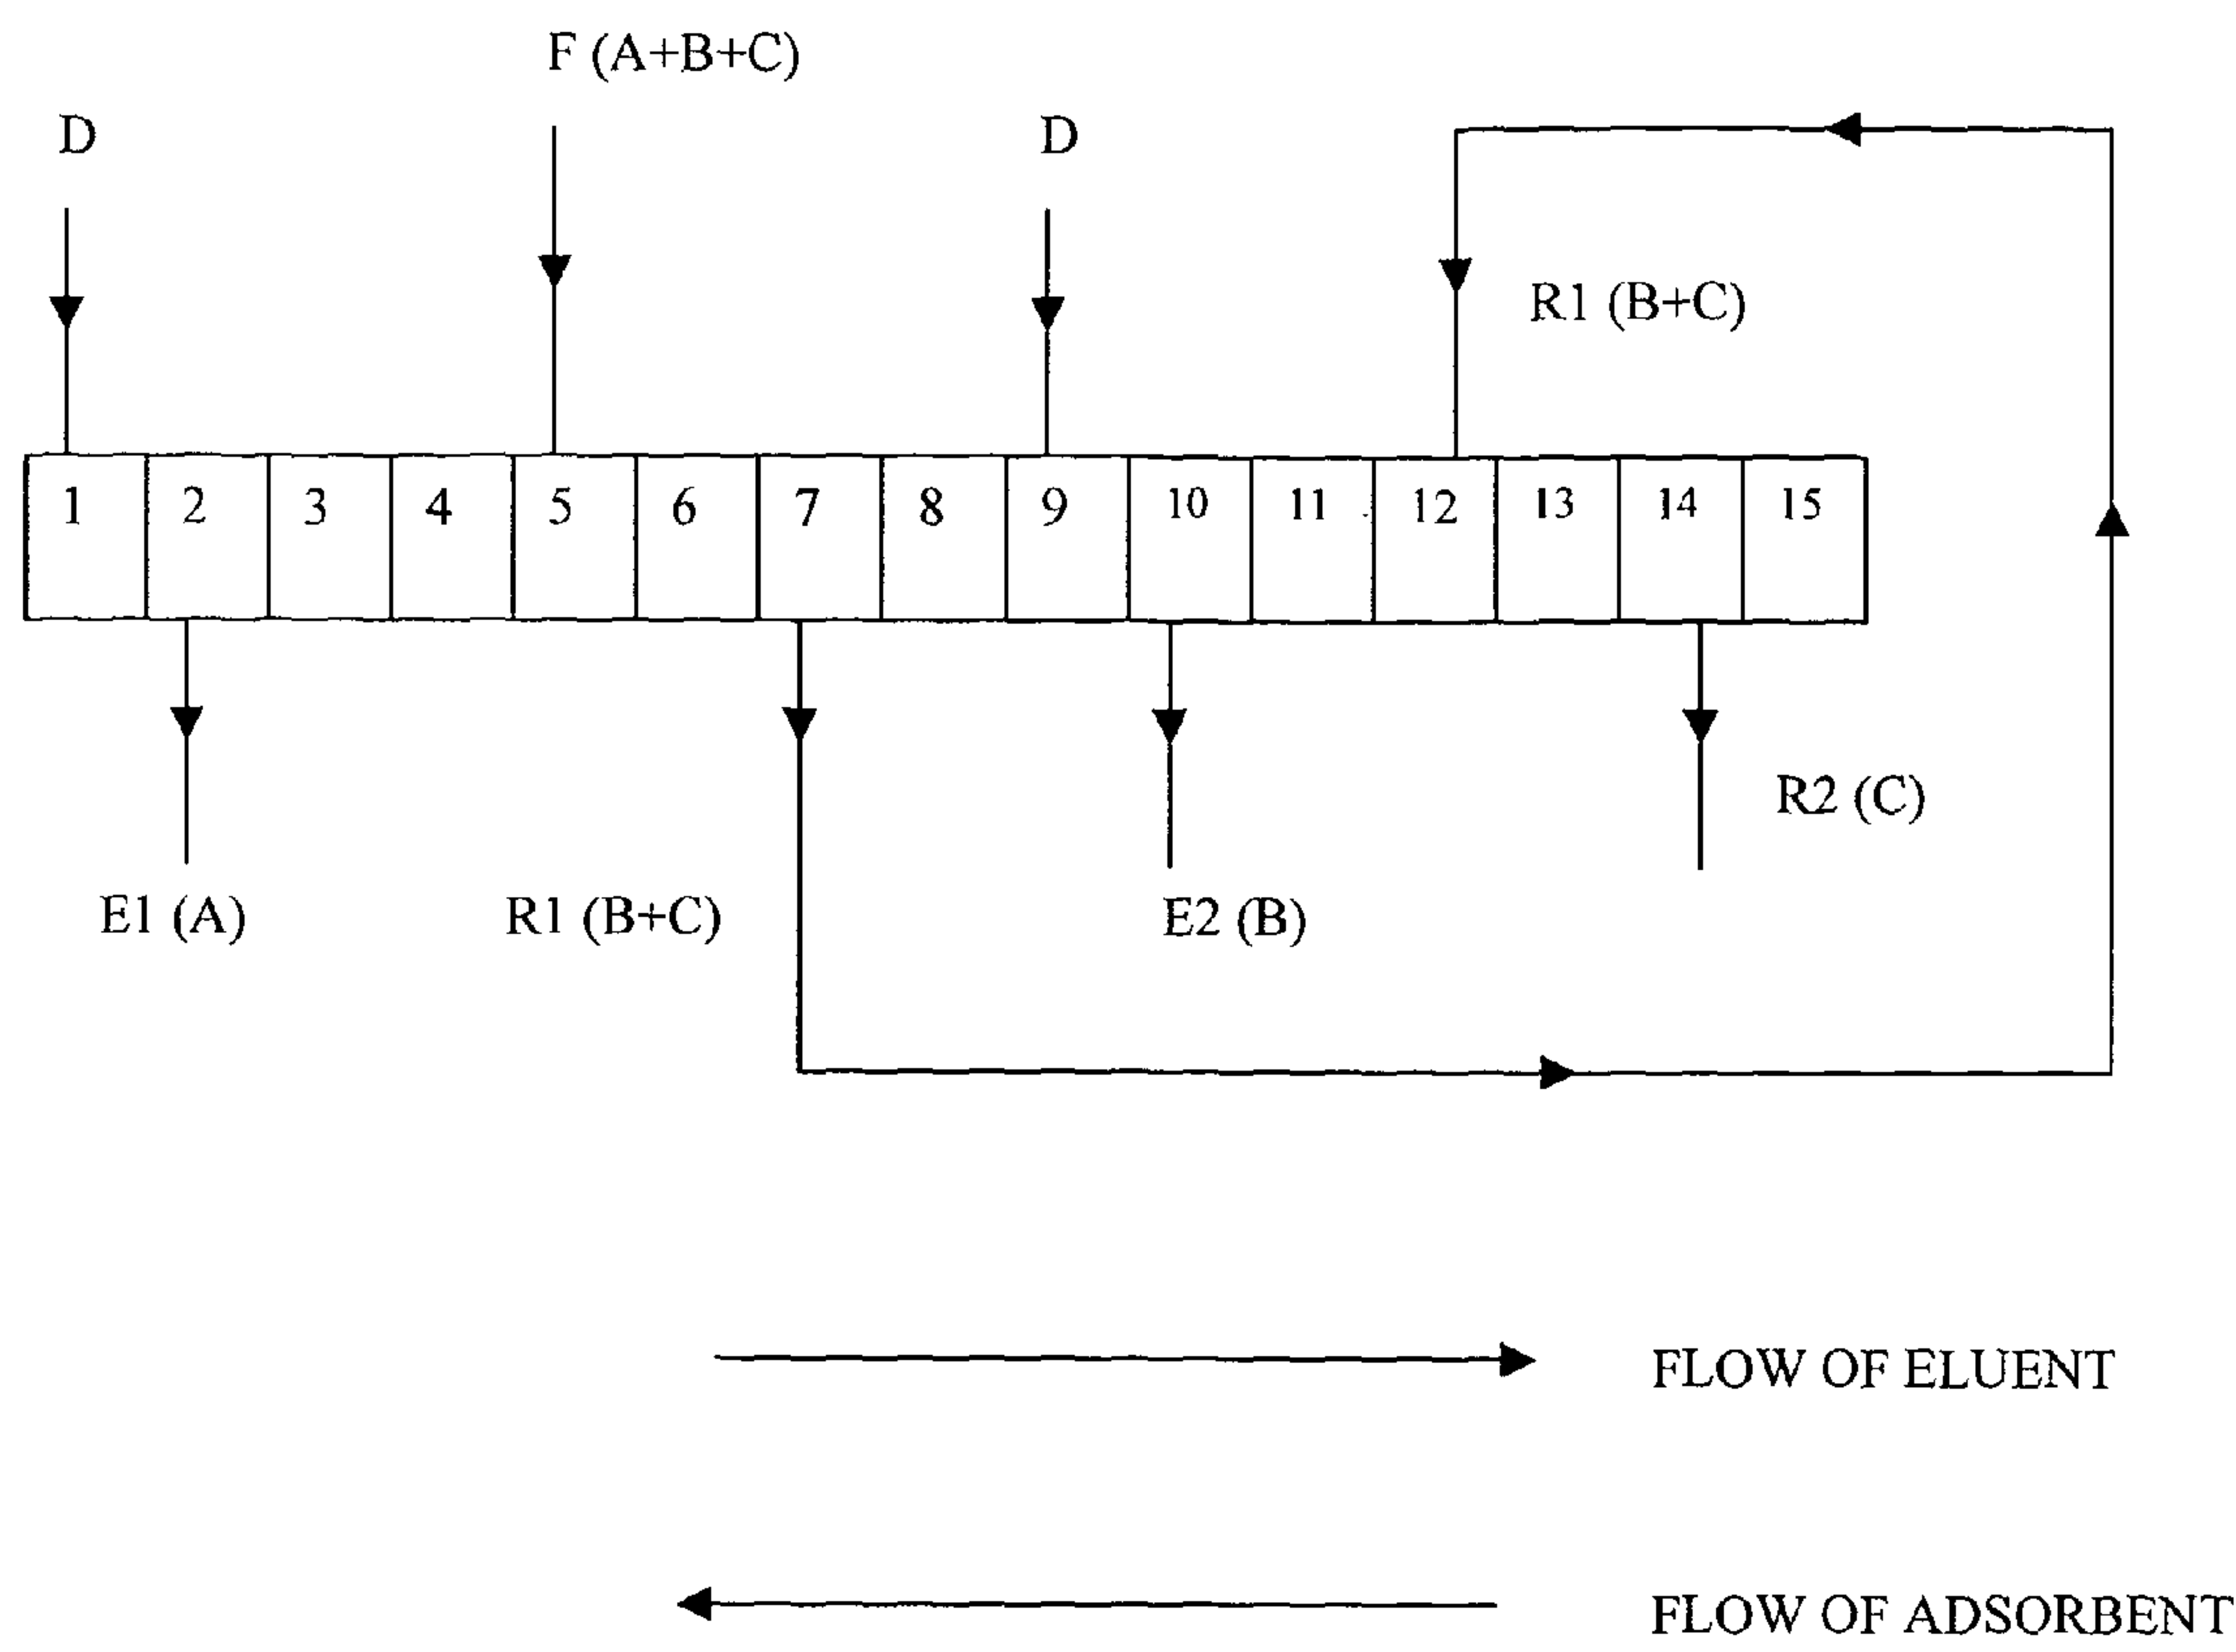 F (A+B+C)
D
D
R1 (B+C)
1 2 3 4 5 6 7 8 9 10 11 12 13 14 15
R2 (C)
E1 (A)
R1 (B+C)
E2 (B)
FLOW OF ELUENT
FLOW OF ADSORBENT